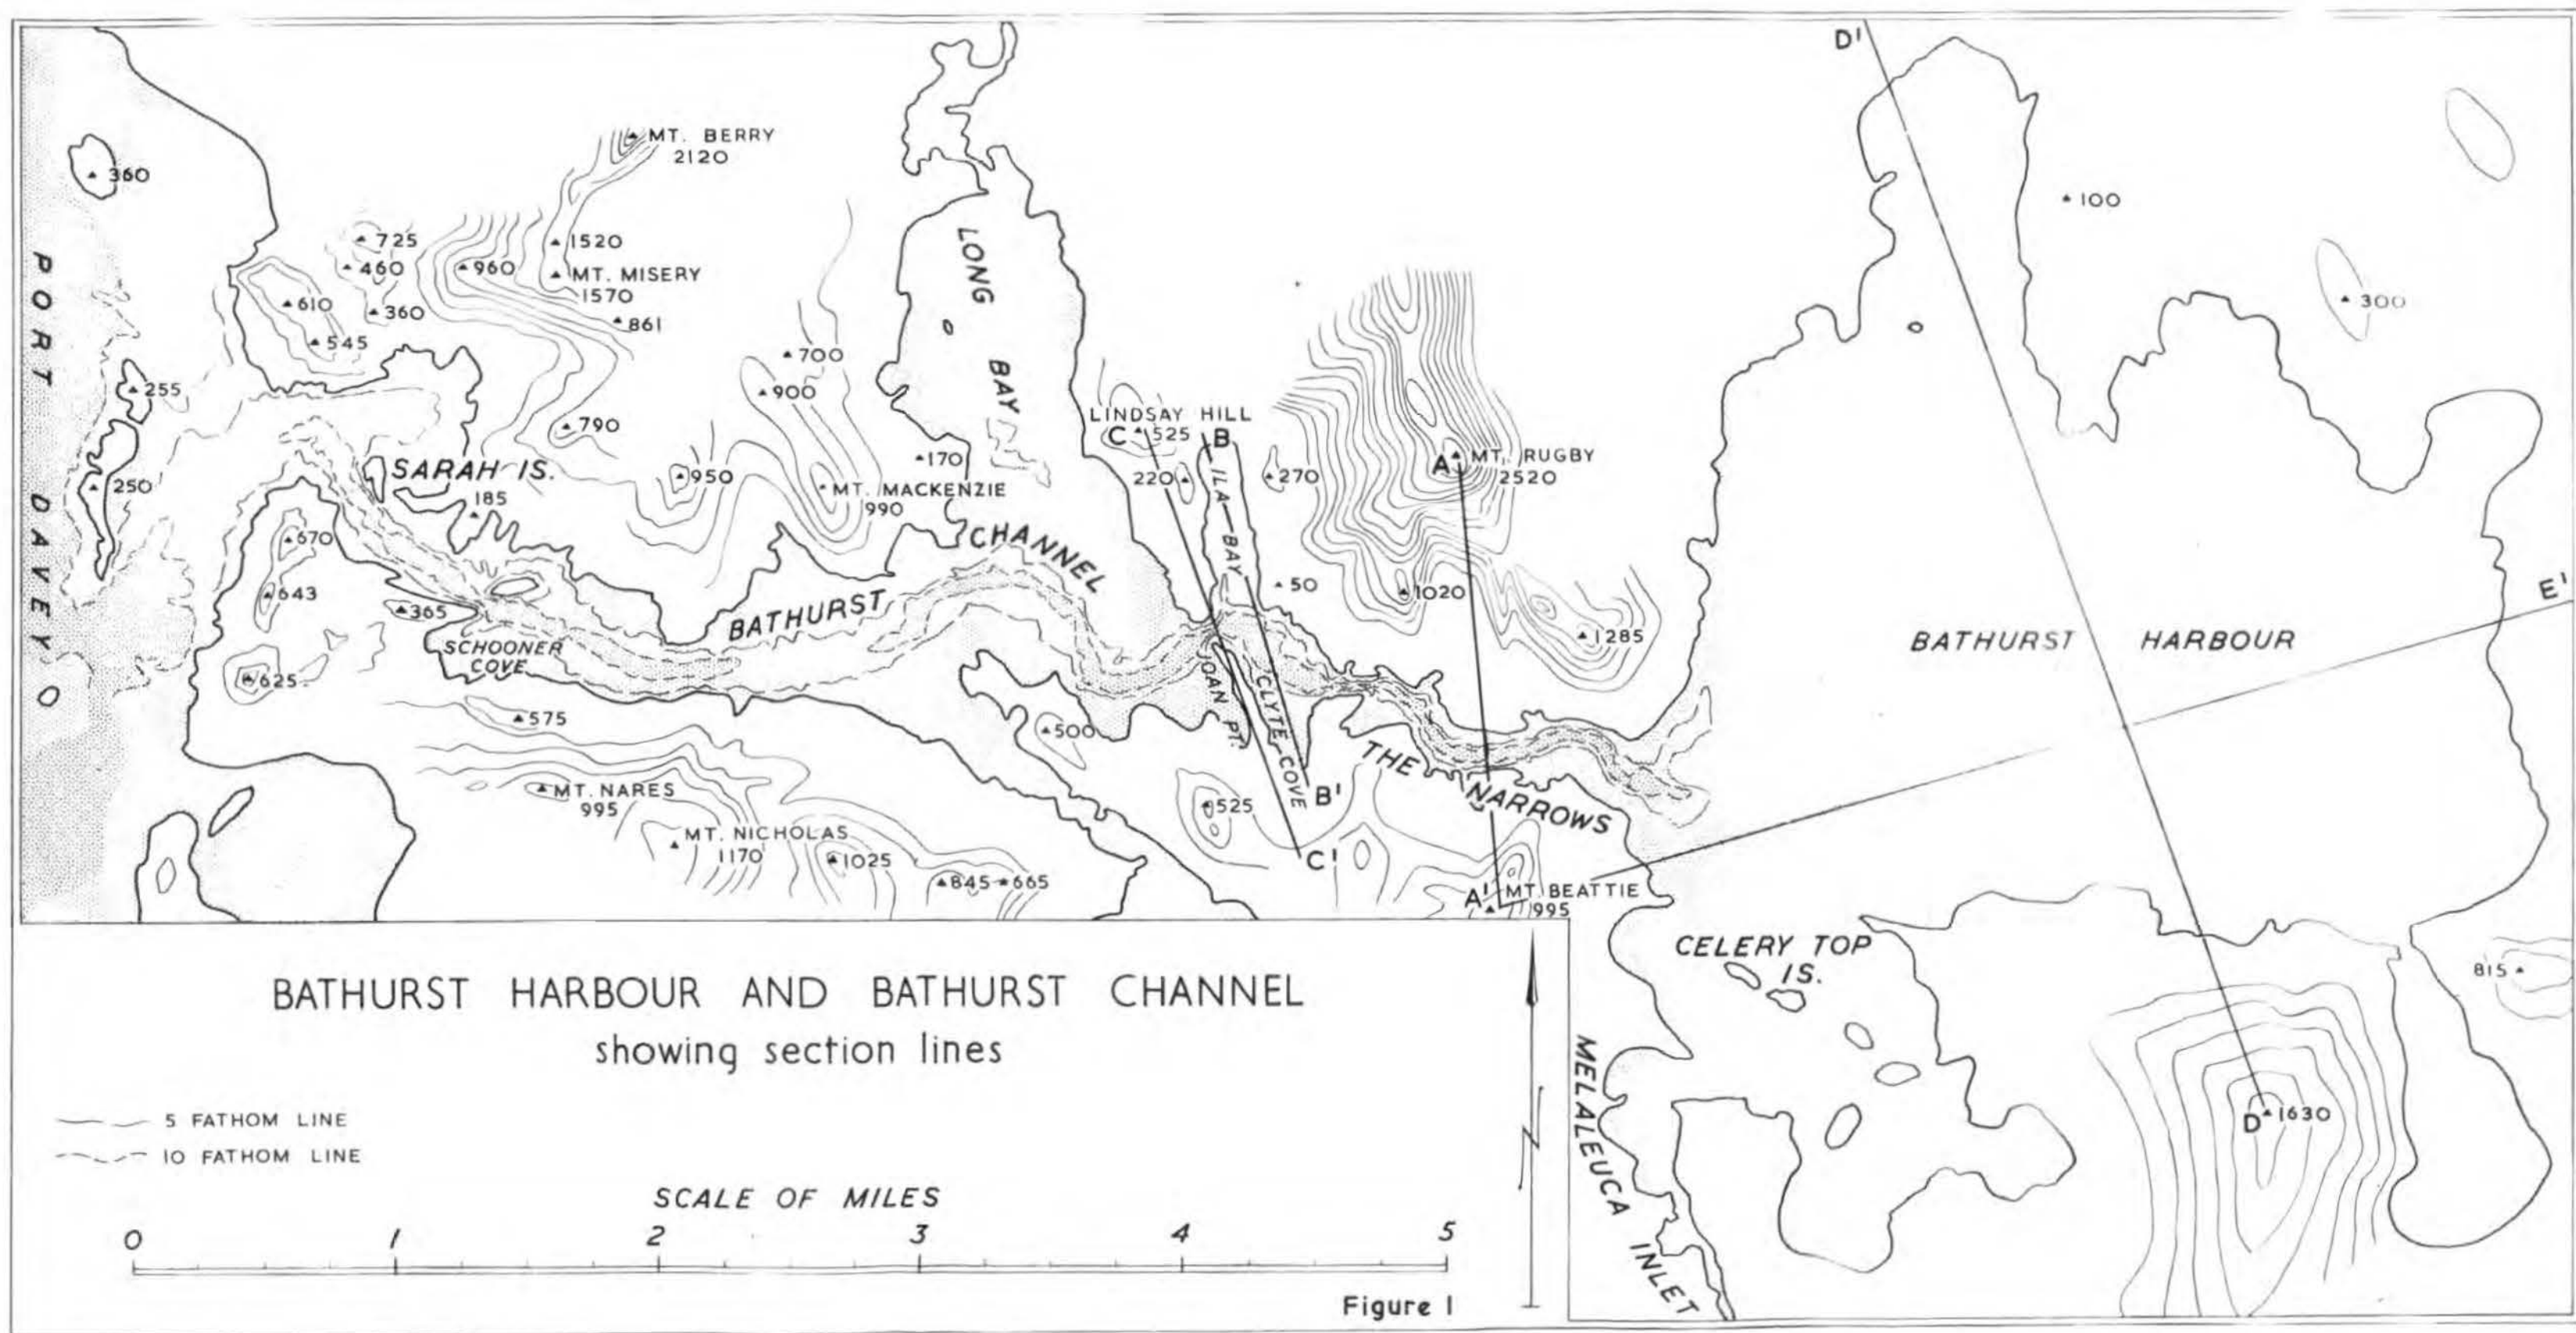 D'
MT. BERRY
2120
360
100
PORT DAVEY
725
1520
460
960
MT. MISERY
1570
LONG BAY
610
360
861
300
545
700
255
900
LINDSAY HILL
C 525
B
790
SARAH IS.
170
A MT. RUGBY
2520
250
950
220
270
185
MT. MACKENZIE
990
ILA BAY
CHANNEL
670
643
365
50
1020
E'
BATHURST
1285
BATHURST HARBOUR
SCHOONER
COVE
625
JOAN PT.
CLYTE COVE
575
500
THE NARROWS
MT. NARES
995
525
B'
MT. NICHOLAS
1170
1025
C'
845
665
A' MT. BEATTIE
995
CELERY TOP
IS.
815
BATHURST HARBOUR AND BATHURST CHANNEL
showing section lines
MELALEUCA INLET
5 FATHOM LINE
10 FATHOM LINE
D 1630
SCALE OF MILES
0 1 2 3 4 5
Figure 1